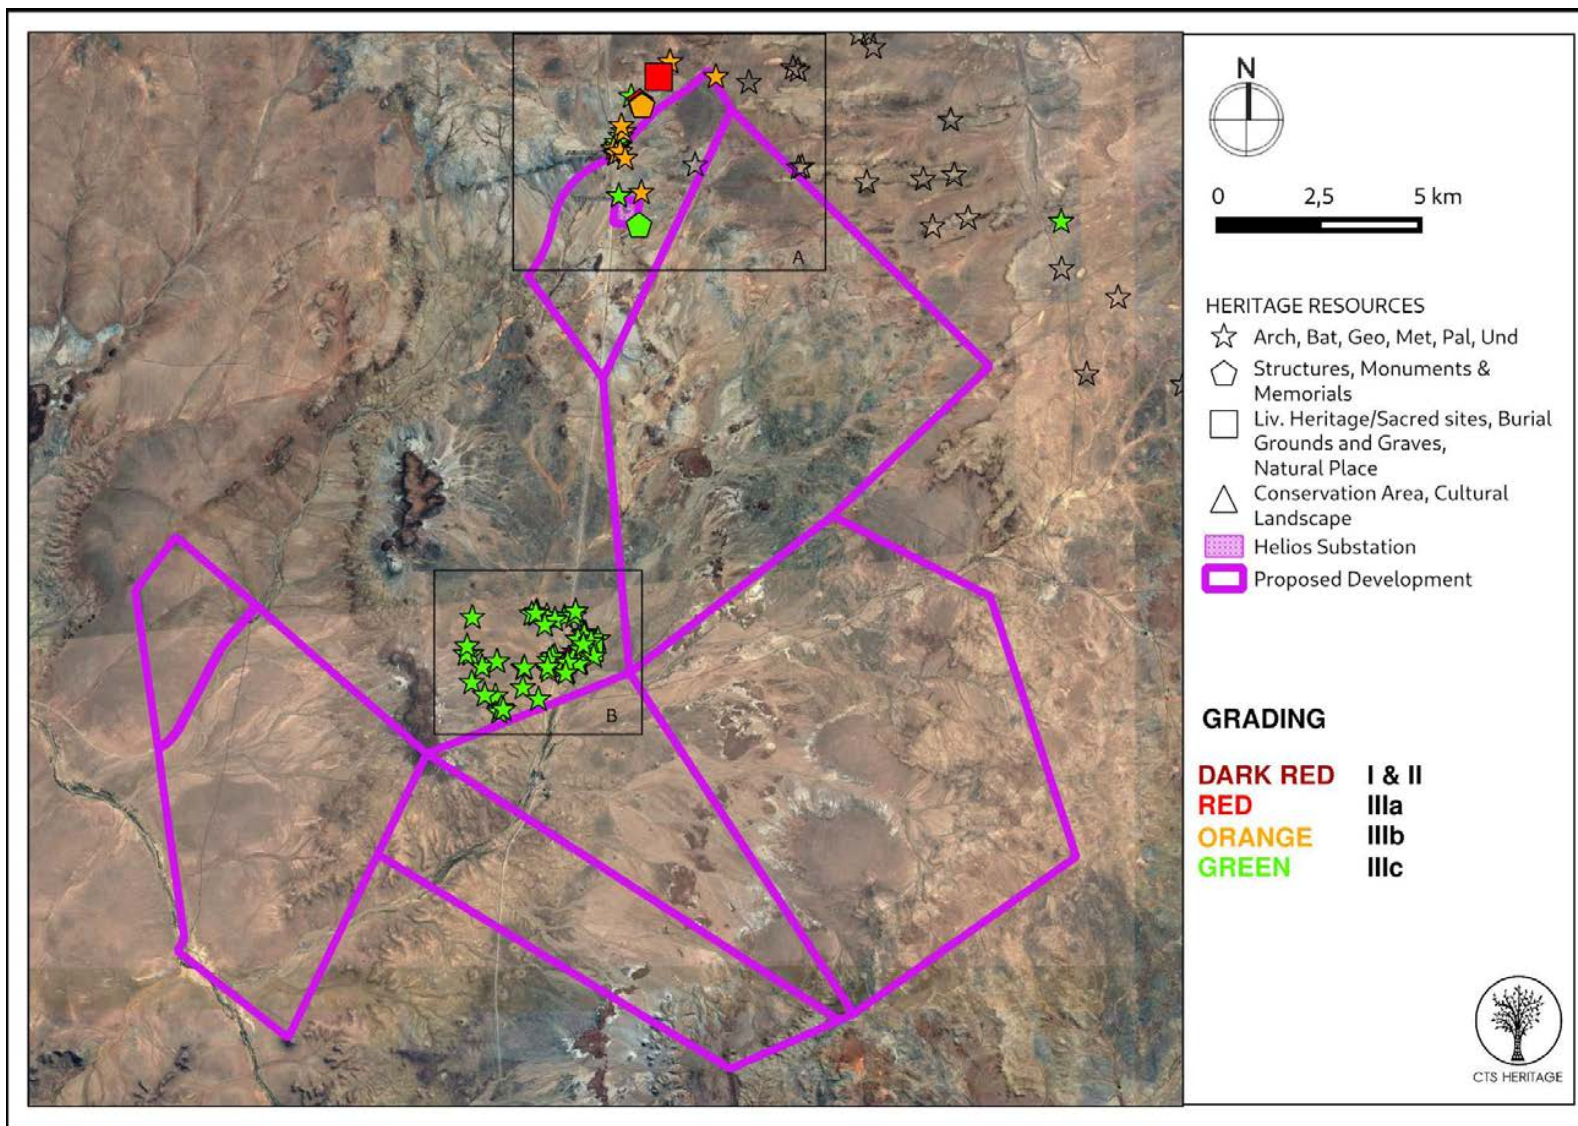 A
B
N
0 2,5 5 km
HERITAGE RESOURCES
Arch, Bat, Geo, Met, Pal, Und
Structures, Monuments &
Memorials
Liv. Heritage/Sacred sites, Burial
Grounds and Graves,
Natural Place
Conservation Area, Cultural
Landscape
Helios Substation
Proposed Development
GRADING
DARK RED I & II
RED IIIa
ORANGE IIIb
GREEN IIIc
CTS HERITAGE